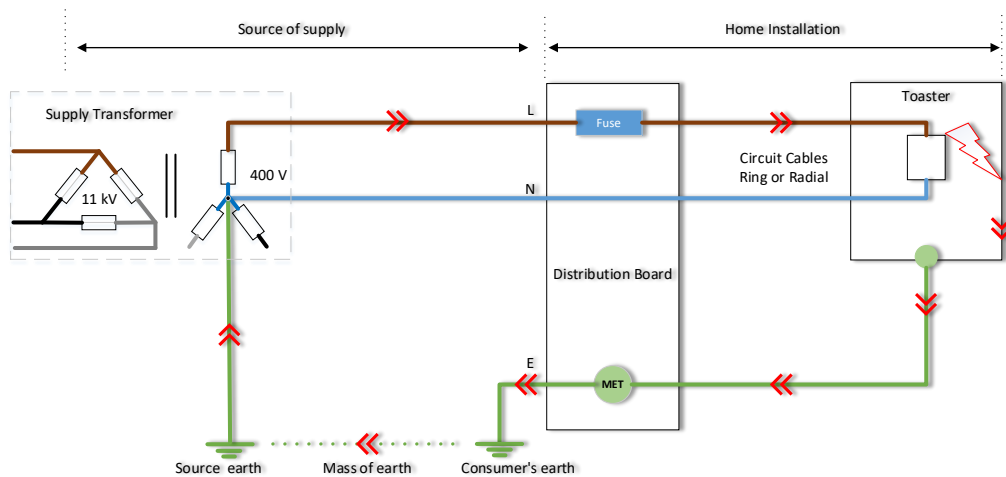 Source of supply
Home Installation
Supply Transformer
Toaster
L
Fuse
Circuit Cables
Ring or Radial
400 V
11 kV
N
Distribution Board
E
MET
Source earth
Mass of earth
Consumer's earth